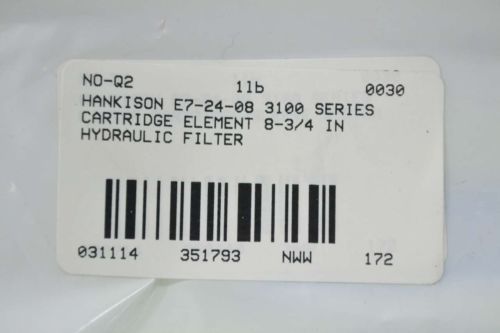 NO-Q2 1lb 0030
HANKISON E7-24-08 3100 SERIES
CARTRIDGE ELEMENT 8-3/4 IN
HYDRAULIC FILTER
031114 351793 NWW 172